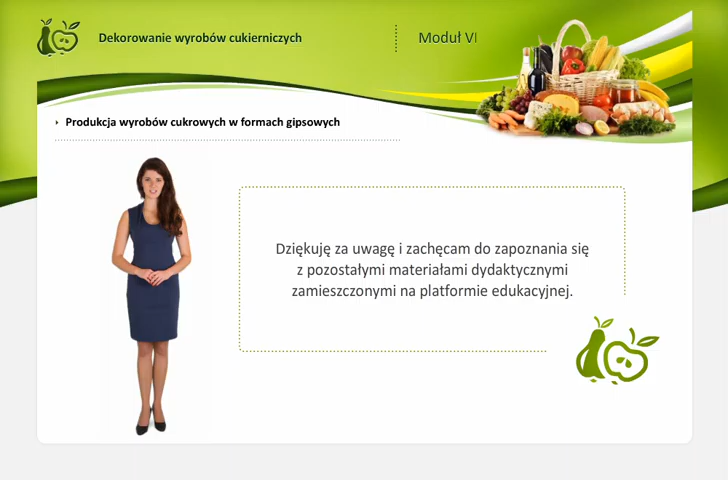 Dekorowanie wyrobów cukierniczych
Moduł VI
Produkcja wyrobów cukrowych w formach gipsowych
Dziękuję za uwagę i zachęcam do zapoznania się
z pozostałymi materiałami dydaktycznymi
zamieszczonymi na platformie edukacyjnej.